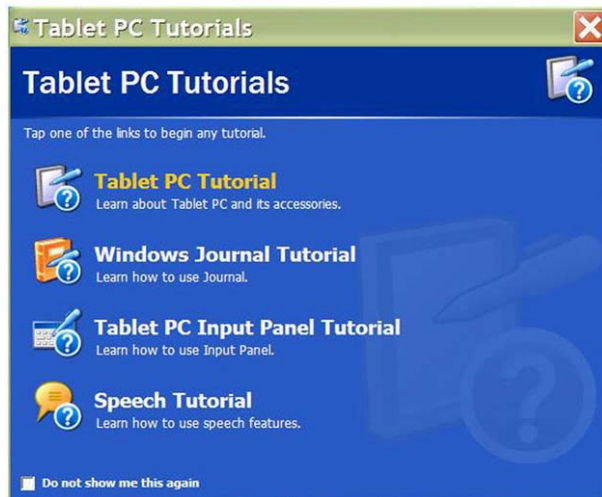 Tablet PC Tutorials
Tablet PC Tutorials
Tap one of the links to begin any tutorial.
Tablet PC Tutorial
Learn about Tablet PC and its accessories.
Windows Journal Tutorial
Learn how to use Journal.
Tablet PC Input Panel Tutorial
Learn how to use Input Panel.
Speech Tutorial
Learn how to use speech features.
Do not show me this again